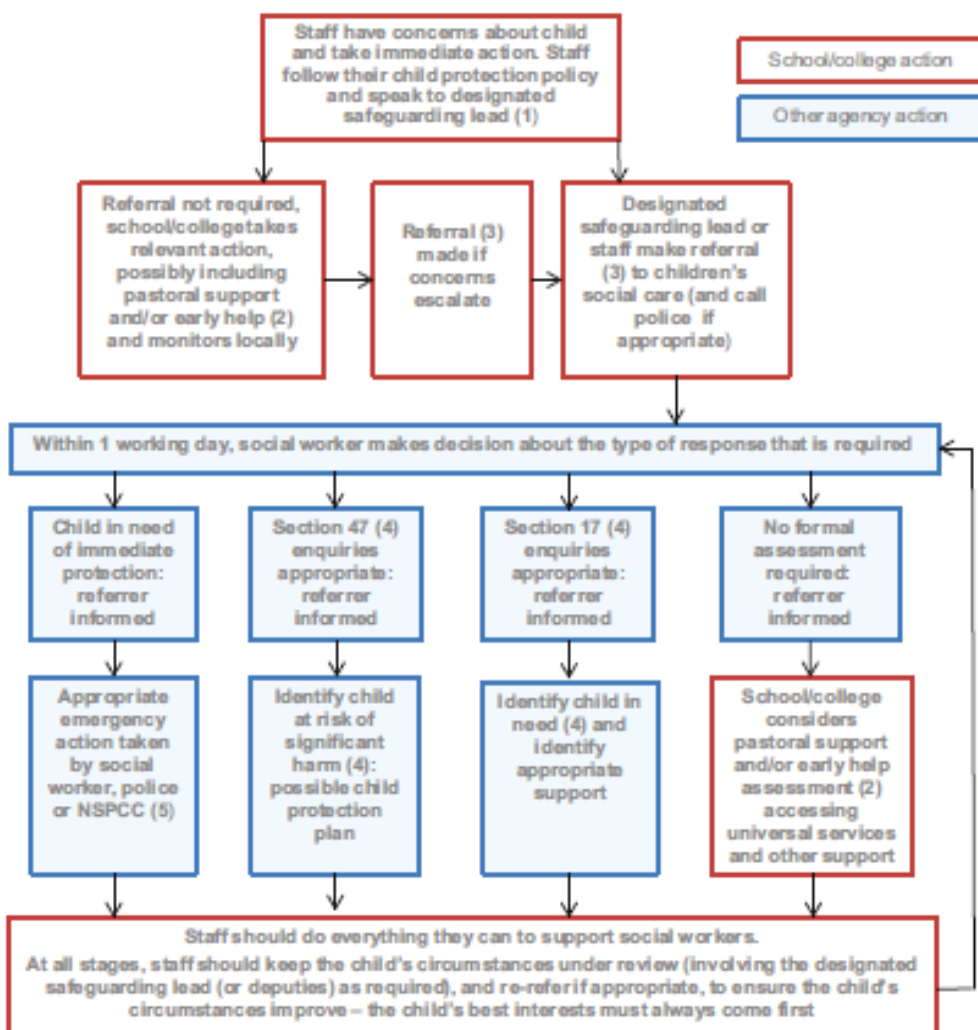 Staff have concerns about child
and take immediate action. Staff
follow their child protection policy
and speak to designated
safeguarding lead (1)
School/college action
Other agency action
Referral not required,
school/college takes
relevant action,
possibly including
pastoral support
and/or early help (2)
and monitors locally
Referral (3)
made if
concerns
escalate
Designated
safeguarding lead or
staff make referral
(3) to children's
social care (and call
police if
appropriate)
Within 1 working day, social worker makes decision about the type of response that is required
Child in need
of immediate
protection:
referrer
informed
Section 47 (4)
enquiries
appropriate:
referrer
informed
Section 17 (4)
enquiries
appropriate:
referrer
informed
No formal
assessment
required:
referrer
informed
Appropriate
emergency
action taken
by social
worker, police
or NSPCC (5)
Identify child
at risk of
significant
harm (4):
possible child
protection
plan
Identify child in
need (4) and
identify
appropriate
support
School/college
considers
pastoral support
and/or early help
assessment (2)
accessing
universal services
and other support
Staff should do everything they can to support social workers.
At all stages, staff should keep the child's circumstances under review (involving the designated
safeguarding lead (or deputies) as required), and re-refer if appropriate, to ensure the child's
circumstances improve – the child's best interests must always come first